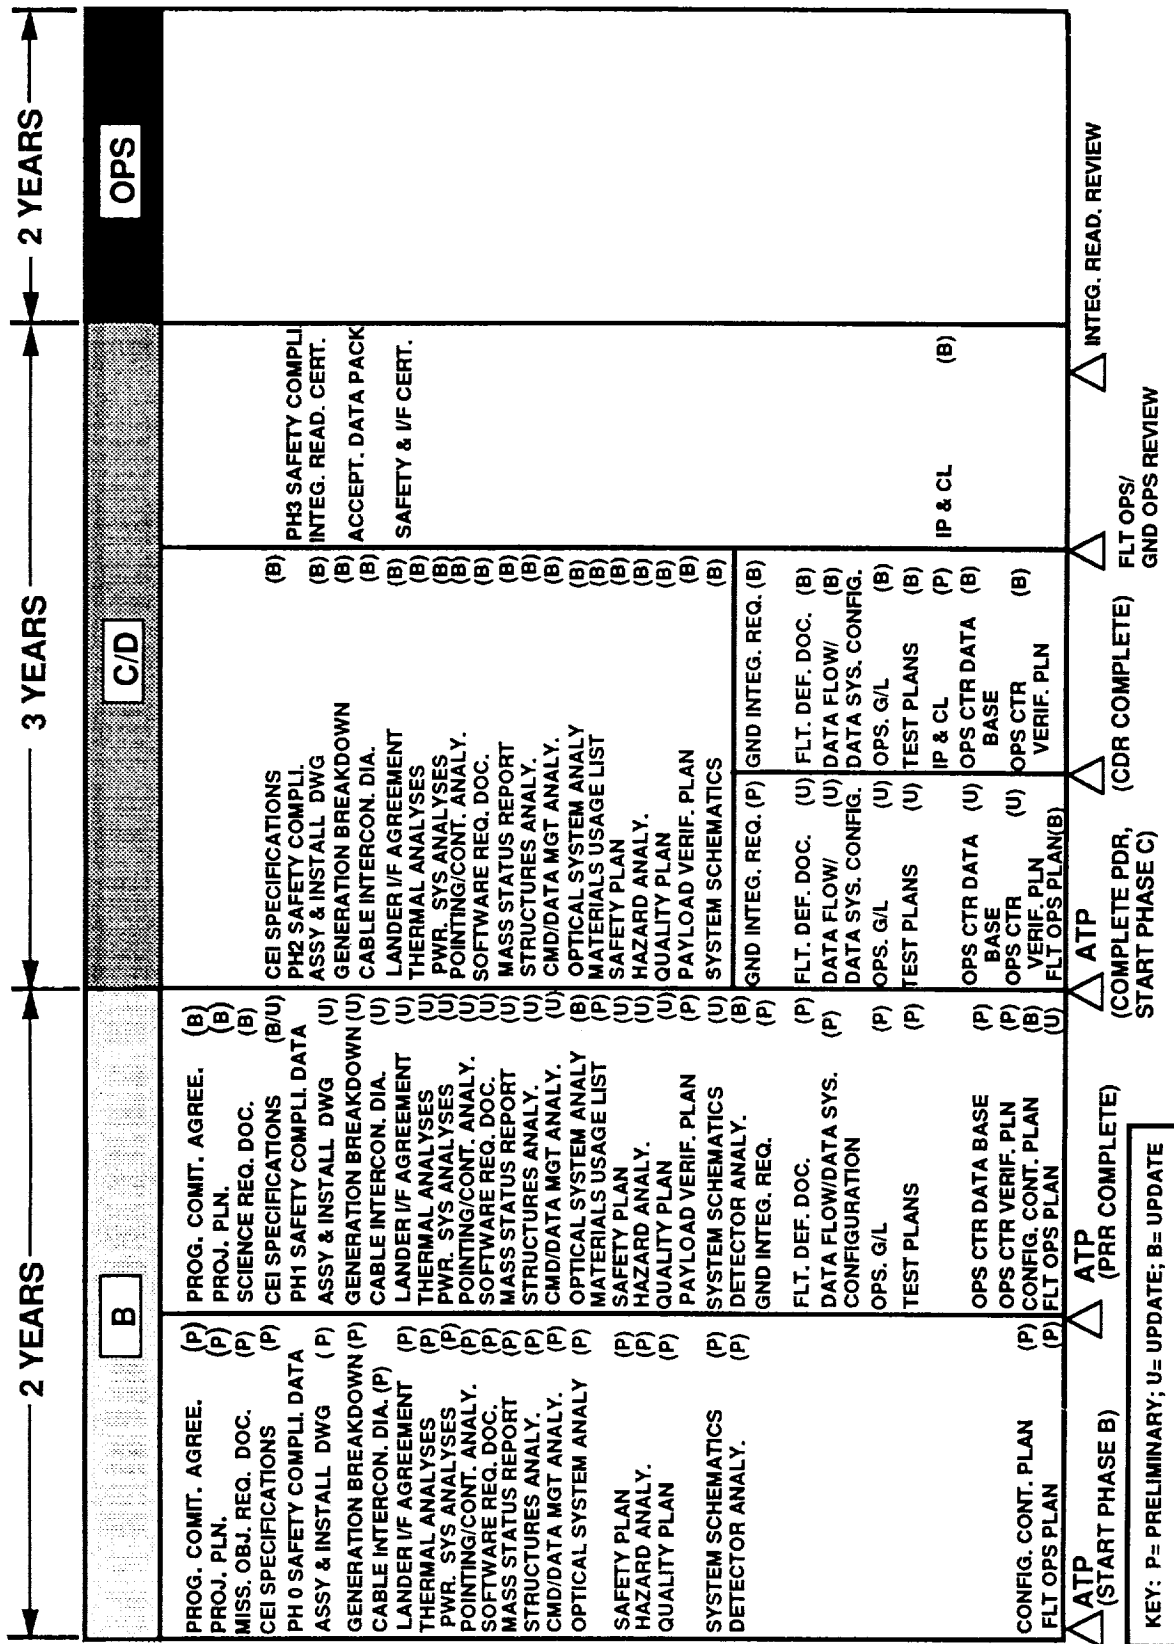 2 YEARS
3 YEARS
2 YEARS
B
C/D
OPS
PROG. COMIT. AGREE. (P)
PROJ. PLN. (P)
MISS. OBJ. REQ. DOC. (P)
CEI SPECIFICATIONS (P)
PH 0 SAFETY COMPLI. DATA
ASSY & INSTALL DWG (P)
GENERATION BREAKDOWN (P)
CABLE INTERCON. DIA. (P)
LANDER I/F AGREEMENT (P)
THERMAL ANALYSES (P)
PWR. SYS ANALYSES (P)
POINTING/CONT. ANALY. (P)
SOFTWARE REQ. DOC. (P)
MASS STATUS REPORT (P)
STRUCTURES ANALY. (P)
CMD/DATA MGT ANALY. (P)
OPTICAL SYSTEM ANALY (P)
SAFETY PLAN (P)
HAZARD ANALY. (P)
QUALITY PLAN (P)
SYSTEM SCHEMATICS (P)
DETECTOR ANALY. (P)
CONFIG. CONT. PLAN (P)
FLT OPS PLAN (P)
PROG. COMIT. AGREE. (B)
PROJ. PLN. (B)
SCIENCE REQ. DOC. (B)
CEI SPECIFICATIONS (B/U)
PH1 SAFETY COMPLI. DATA
ASSY & INSTALL DWG (U)
GENERATION BREAKDOWN (U)
CABLE INTERCON. DIA. (U)
LANDER I/F AGREEMENT (U)
THERMAL ANALYSES (U)
PWR. SYS ANALYSES (U)
POINTING/CONT. ANALY. (U)
SOFTWARE REQ. DOC. (U)
MASS STATUS REPORT (U)
STRUCTURES ANALY. (U)
CMD/DATA MGT ANALY. (U)
OPTICAL SYSTEM ANALY (B)
MATERIALS USAGE LIST (P)
SAFETY PLAN (U)
HAZARD ANALY. (U)
QUALITY PLAN (U)
PAYLOAD VERIF. PLAN (P)
SYSTEM SCHEMATICS (U)
DETECTOR ANALY. (B)
GND INTEG. REQ. (P)
FLT. DEF. DOC. (P)
DATA FLOW/DATA SYS. (P)
CONFIGURATION
OPS. G/L (P)
TEST PLANS (P)
OPS CTR DATA BASE (P)
OPS CTR VERIF. PLN (P)
CONFIG. CONT. PLAN (B)
FLT OPS PLAN (U)
CEI SPECIFICATIONS (B)
PH2 SAFETY COMPLI.
ASSY & INSTALL DWG (B)
GENERATION BREAKDOWN (B)
CABLE INTERCON. DIA. (B)
LANDER I/F AGREEMENT (B)
THERMAL ANALYSES (B)
PWR. SYS ANALYSES (B)
POINTING/CONT. ANALY. (B)
SOFTWARE REQ. DOC. (B)
MASS STATUS REPORT (B)
STRUCTURES ANALY. (B)
CMD/DATA MGT ANALY. (B)
OPTICAL SYSTEM ANALY (B)
MATERIALS USAGE LIST (B)
SAFETY PLAN (B)
HAZARD ANALY. (B)
QUALITY PLAN (B)
PAYLOAD VERIF. PLAN (B)
SYSTEM SCHEMATICS (B)
GND INTEG. REQ. (P)
FLT. DEF. DOC. (U)
DATA FLOW/ (U)
DATA SYS. CONFIG.
OPS. G/L (U)
TEST PLANS (U)
OPS CTR DATA (U)
BASE
OPS CTR (U)
VERIF. PLN
FLT OPS PLAN(B)
GND INTEG. REQ. (B)
FLT. DEF. DOC. (B)
DATA FLOW/ (B)
DATA SYS. CONFIG.
OPS. G/L (B)
TEST PLANS (B)
IP & CL (P)
OPS CTR DATA (B)
BASE
OPS CTR (B)
VERIF. PLN
PH3 SAFETY COMPLI.
INTEG. READ. CERT.
ACCEPT. DATA PACK
SAFETY & I/F CERT.
IP & CL (B)
ATP
(START PHASE B)
ATP
(PRR COMPLETE)
ATP
(COMPLETE PDR,
START PHASE C)
(CDR COMPLETE)
FLT OPS/
GND OPS REVIEW
INTEG. READ. REVIEW
KEY: P= PRELIMINARY; U= UPDATE; B= UPDATE